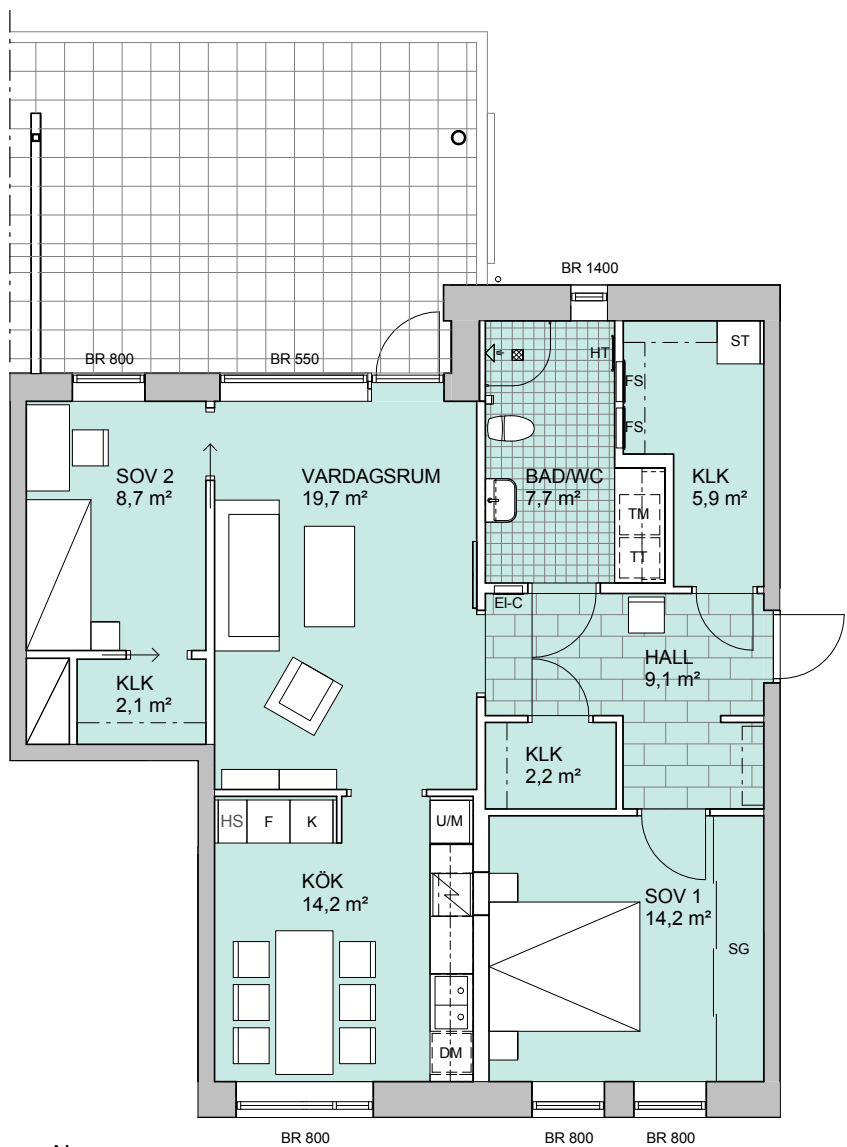 BR 1400
BR 800
BR 550
HT
ST
FS
FS
SOV 2
8,7 m²
VARDAGSRUM
19,7 m²
BAD/WC
7,7 m²
KLK
5,9 m²
TM
TT
El-C
HALL
9,1 m²
KLK
2,1 m²
KLK
2,2 m²
HS
F
K
U/M
KÖK
14,2 m²
SOV 1
14,2 m²
SG
DM
BR 800
BR 800
BR 800